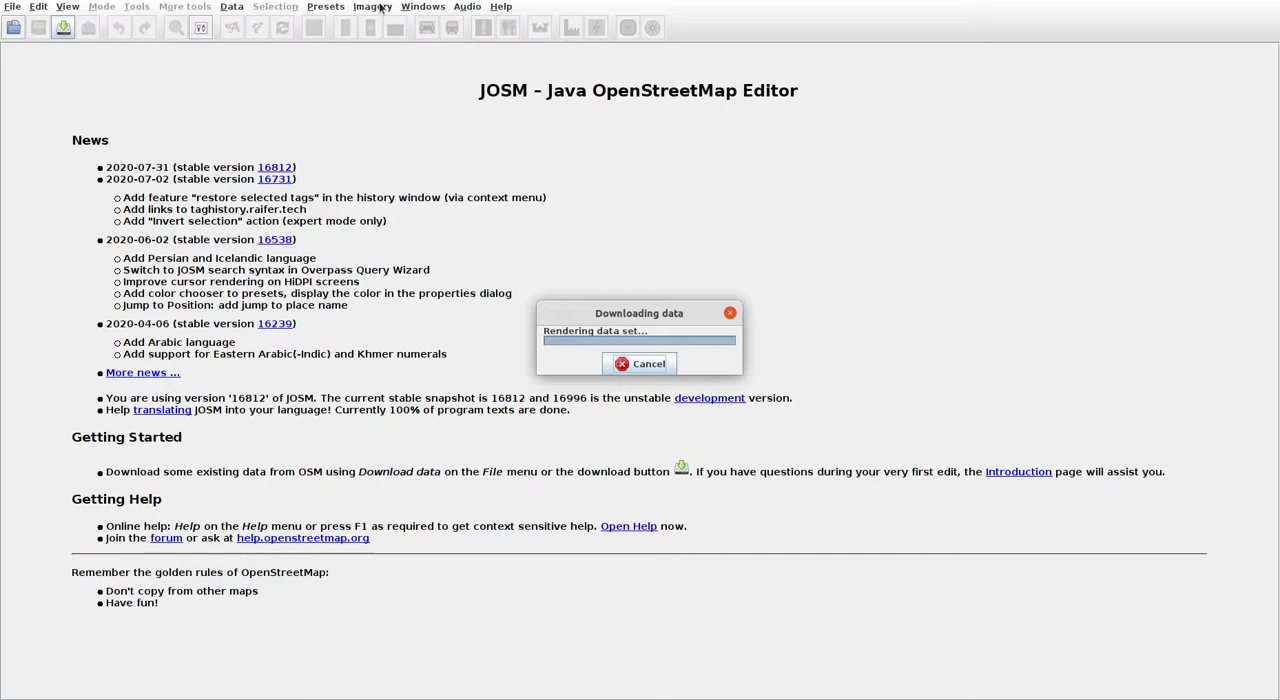 File Edit View Mode Tools More tools Data Selection Presets Imagery Windows Audio Help
JOSM – Java OpenStreetMap Editor
News
2020-07-31 (stable version 16812)
2020-07-02 (stable version 16731)
Add feature "restore selected tags" in the history window (via context menu)
Add links to taghistory.raifer.tech
Add "Invert selection" action (expert mode only)
2020-06-02 (stable version 16538)
Add Persian and Icelandic language
Switch to JOSM search syntax in Overpass Query Wizard
Improve cursor rendering on HiDPI screens
Add color chooser to presets, display the color in the properties dialog
Jump to Position: add jump to place name
2020-04-06 (stable version 16239)
Add Arabic language
Add support for Eastern Arabic(-Indic) and Khmer numerals
More news ...
Downloading data
Rendering data set...
Cancel
You are using version '16812' of JOSM. The current stable snapshot is 16812 and 16996 is the unstable development version.
Help translating JOSM into your language! Currently 100% of program texts are done.
Getting Started
Download some existing data from OSM using Download data on the File menu or the download button . If you have questions during your very first edit, the Introduction page will assist you.
Getting Help
Online help: Help on the Help menu or press F1 as required to get context sensitive help. Open Help now.
Join the forum or ask at help.openstreetmap.org
Remember the golden rules of OpenStreetMap:
Don't copy from other maps
Have fun!